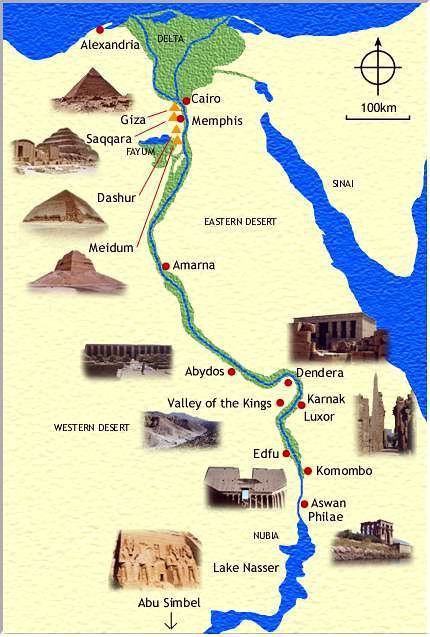 Alexandria
DELTA
Cairo
100km
Giza
Memphis
Saqqara
FAYUM
SINAI
Dashur
EASTERN DESERT
Meidum
Amarna
Abydos
Dendera
Valley of the Kings
Karnak
Luxor
WESTERN DESERT
Edfu
Komombo
Aswan
Philae
NUBIA
Lake Nasser
Abu Simbel